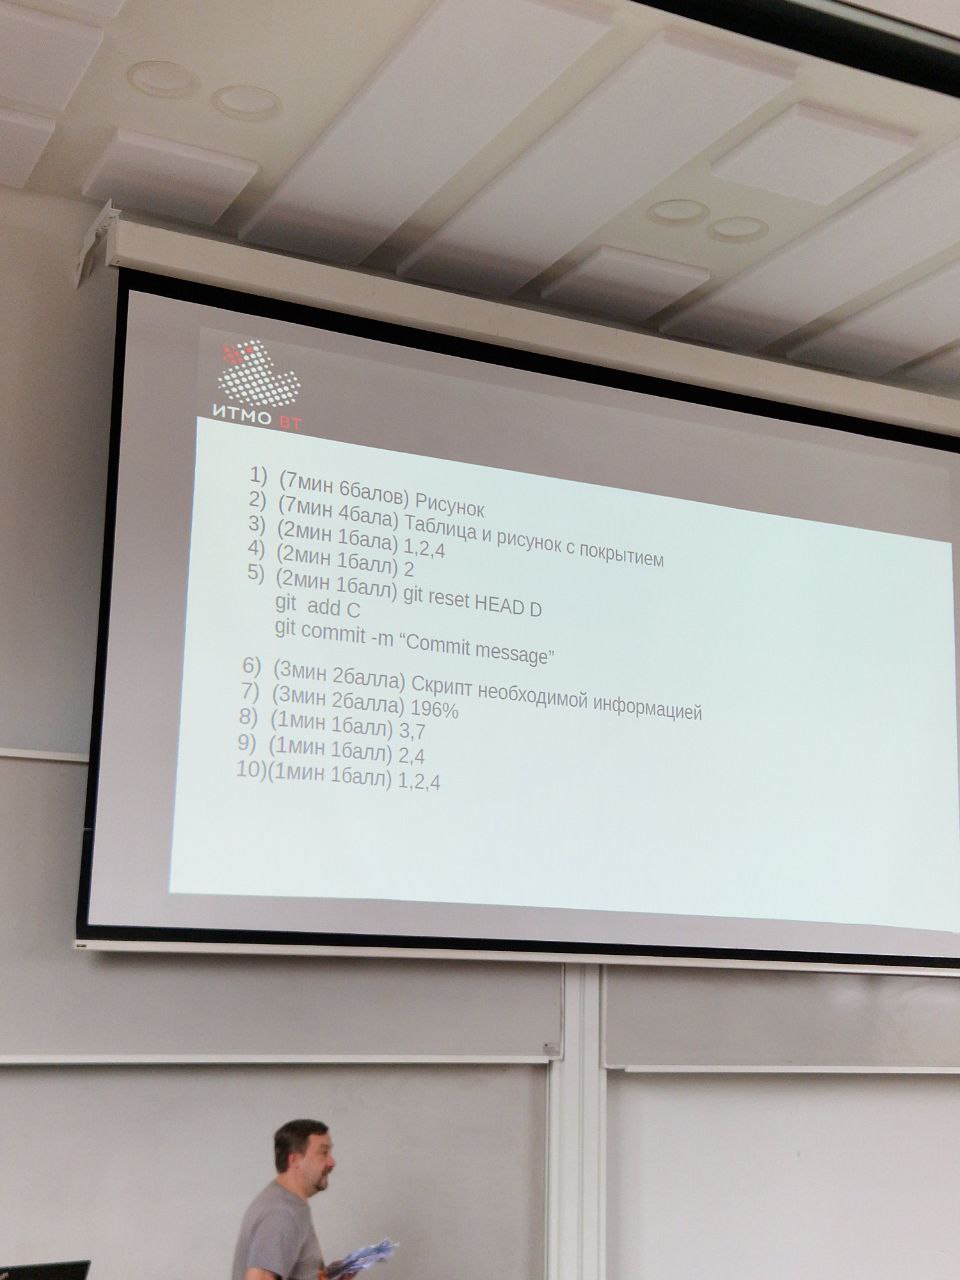 ИТМО ВТ
1) (7мин 6балов) Рисунок
2) (7мин 4бала) Таблица и рисунок с покрытием
3) (2мин 1бала) 1,2,4
4) (2мин 1балл) 2
5) (2мин 1балл) git reset HEAD D
git add C
git commit -m “Commit message”
6) (3мин 2балла) Скрипт необходимой информацией
7) (3мин 2балла) 196%
8) (1мин 1балл) 3,7
9) (1мин 1балл) 2,4
10)(1мин 1балл) 1,2,4